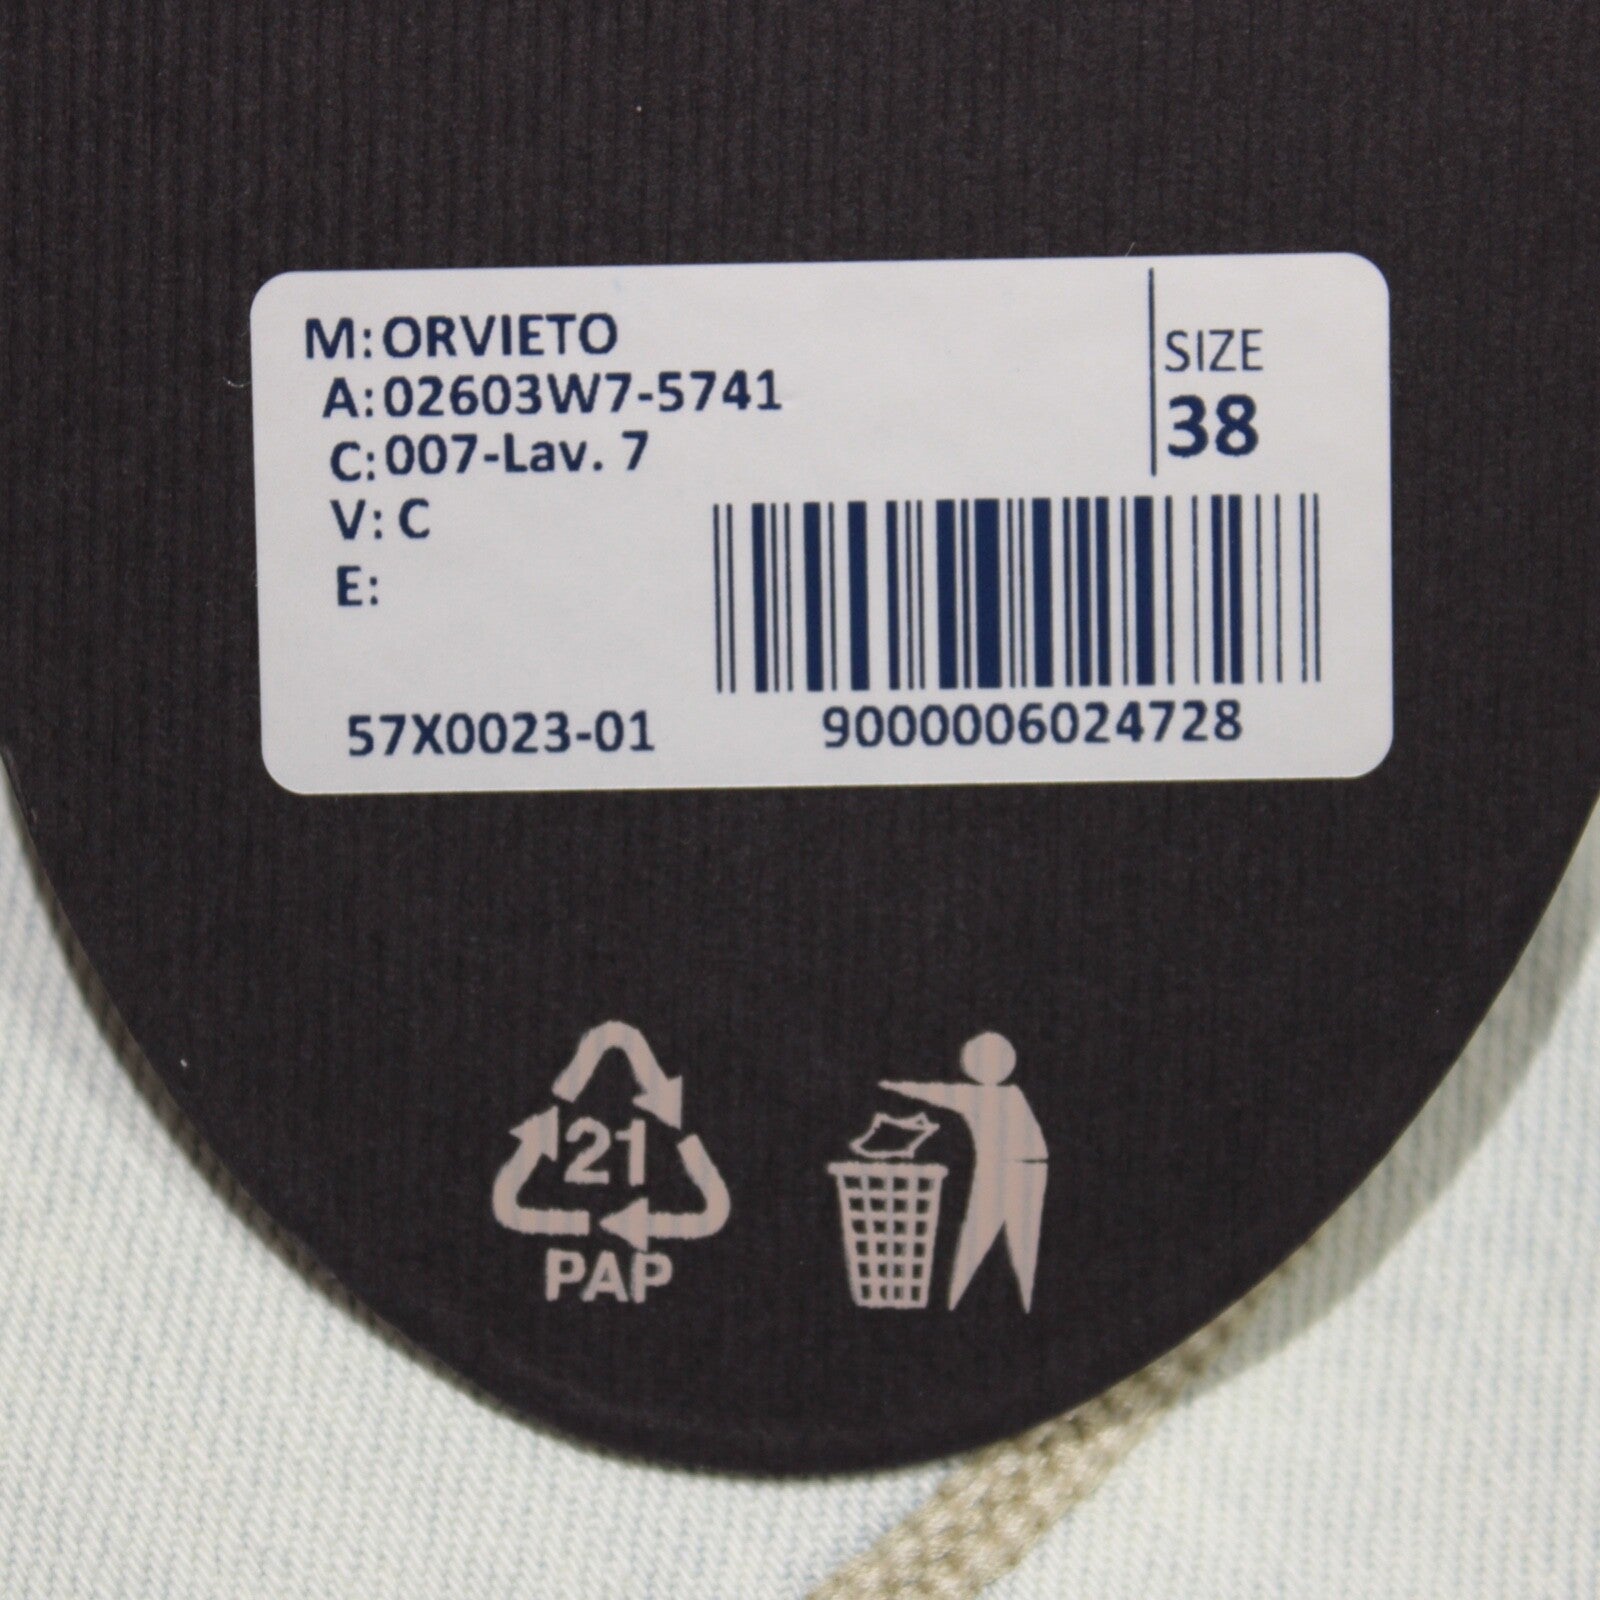 M: ORVIETO
A: 02603W7-5741
C: 007-Lav. 7
V: C
E:
SIZE
38
57X0023-01
9000006024728
21
PAP